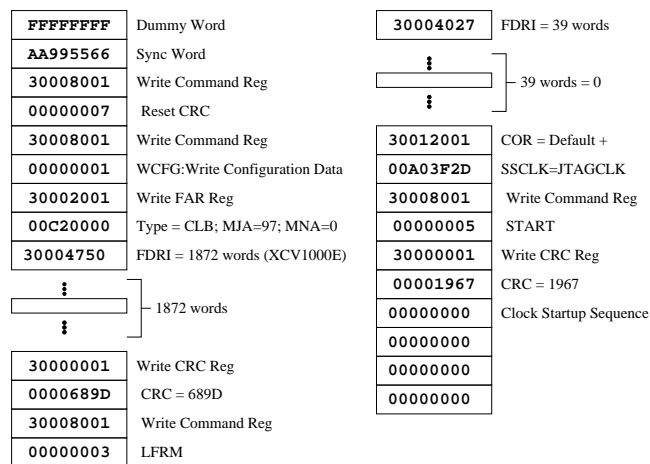 FFFFFFFF Dummy Word
AA995566 Sync Word
30008001 Write Command Reg
00000007 Reset CRC
30008001 Write Command Reg
00000001 WCFG:Write Configuration Data
30002001 Write FAR Reg
00C20000 Type = CLB; MJA=97; MNA=0
30004750 FDRI = 1872 words (XCV1000E)
1872 words
30000001 Write CRC Reg
0000689D CRC = 689D
30008001 Write Command Reg
00000003 LFRM
30004027 FDRI = 39 words
39 words = 0
30012001 COR = Default +
00A03F2D SSCLK=JTAGCLK
30008001 Write Command Reg
00000005 START
30000001 Write CRC Reg
00001967 CRC = 1967
00000000 Clock Startup Sequence
00000000
00000000
00000000